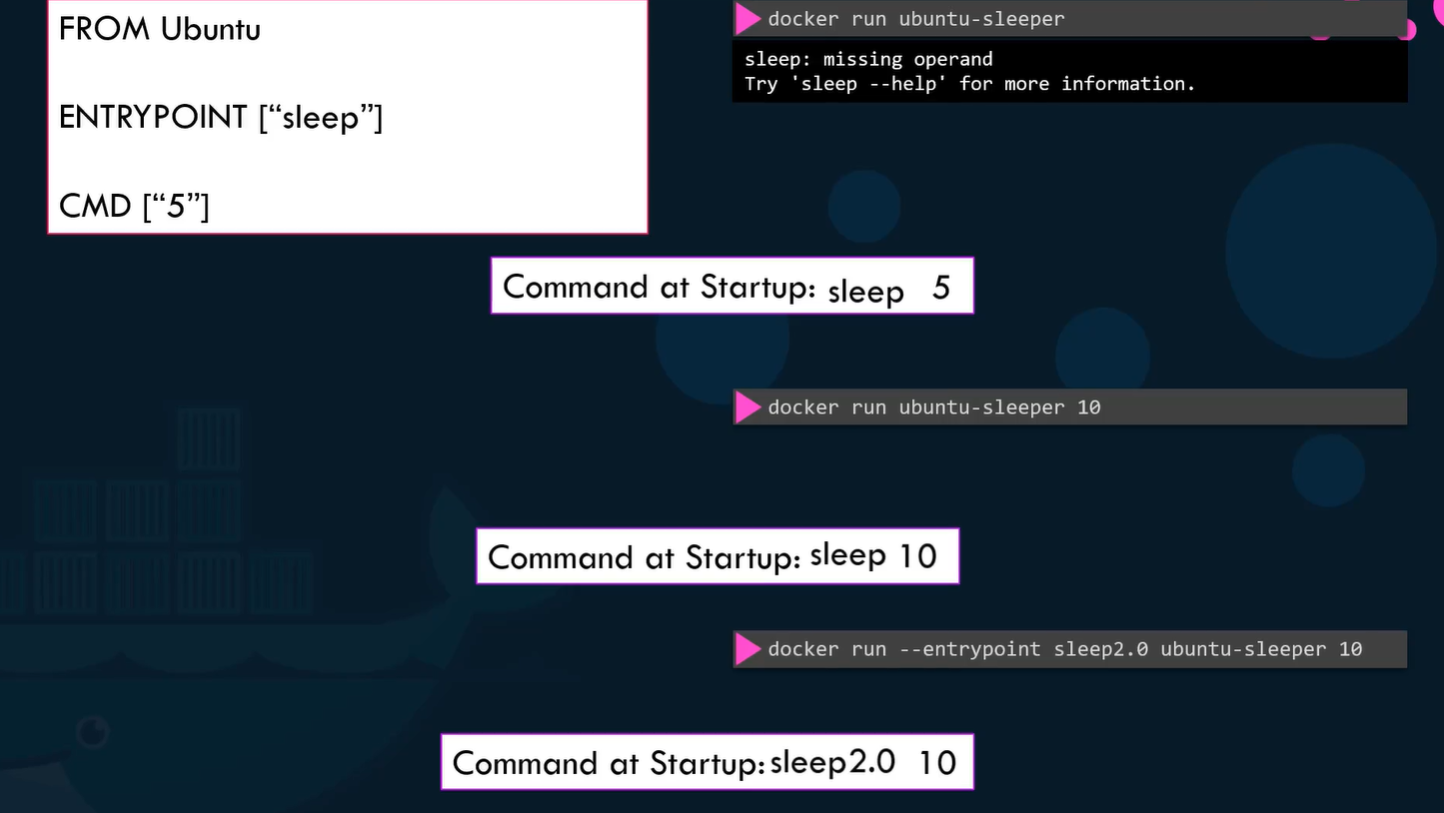 FROM Ubuntu
ENTRYPOINT [“sleep”]
CMD [“5”]
docker run ubuntu-sleeper
sleep: missing operand
Try 'sleep --help' for more information.
Command at Startup: sleep 5
docker run ubuntu-sleeper 10
Command at Startup: sleep 10
docker run --entrypoint sleep2.0 ubuntu-sleeper 10
Command at Startup: sleep2.0 10